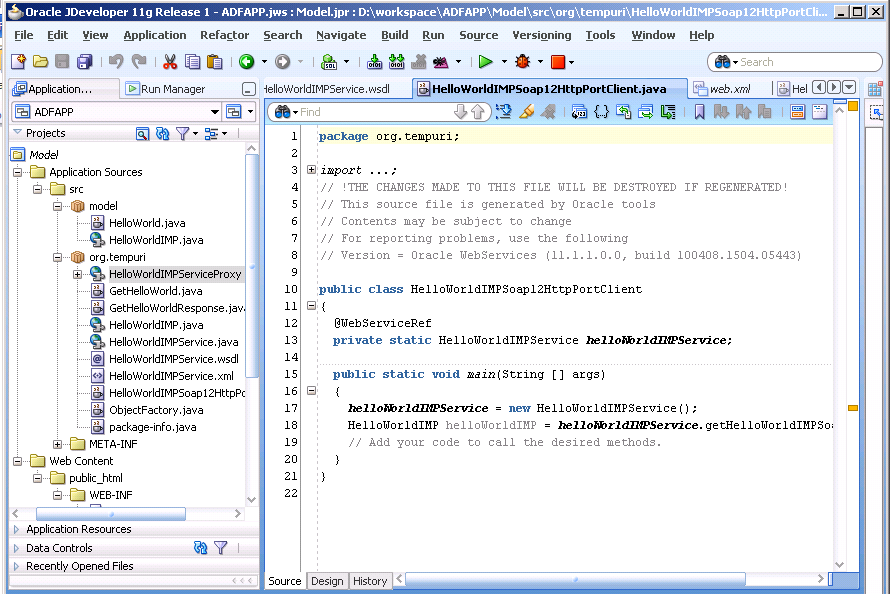 Oracle JDeveloper 11g Release 1 - ADFAPP.jws : Model.jpr : D:\workspace\ADFAPP\Model\src\org\tempuri\HelloWorldIMPSoap12HttpPortCli...
File Edit View Application Refactor Search Navigate Build Run Source Versioning Tools Window Help
Search
Application... Run Manager
HelloWorldIMPService.wsdl HelloWorldIMPSoap12HttpPortClient.java web.xml Hel
ADFAPP
Find
Projects
Model
Application Sources
src
model
HelloWorld.java
HelloWorldIMP.java
org.tempuri
HelloWorldIMPServiceProxy
GetHelloWorld.java
GetHelloWorldResponse.java
HelloWorldIMP.java
HelloWorldIMPService.java
HelloWorldIMPService.wsdl
HelloWorldIMPService.xml
HelloWorldIMPSoap12HttpPo
ObjectFactory.java
package-info.java
META-INF
Web Content
public_html
WEB-INF
Application Resources
Data Controls
Recently Opened Files
1 package org.tempuri;
2
3 import ...;
4 // !THE CHANGES MADE TO THIS FILE WILL BE DESTROYED IF REGENERATED!
5 // This source file is generated by Oracle tools
6 // Contents may be subject to change
7 // For reporting problems, use the following
8 // Version = Oracle WebServices (11.1.1.0.0, build 100408.1504.05443)
9
10 public class HelloWorldIMPSoap12HttpPortClient
11 {
12 @WebServiceRef
13 private static HelloWorldIMPService helloWorldIMPService;
14
15 public static void main(String [] args)
16 {
17 helloWorldIMPService = new HelloWorldIMPService();
18 HelloWorldIMP helloWorldIMP = helloWorldIMPService.getHelloWorldIMPSoa
19 // Add your code to call the desired methods.
20 }
21 }
22
Source Design History